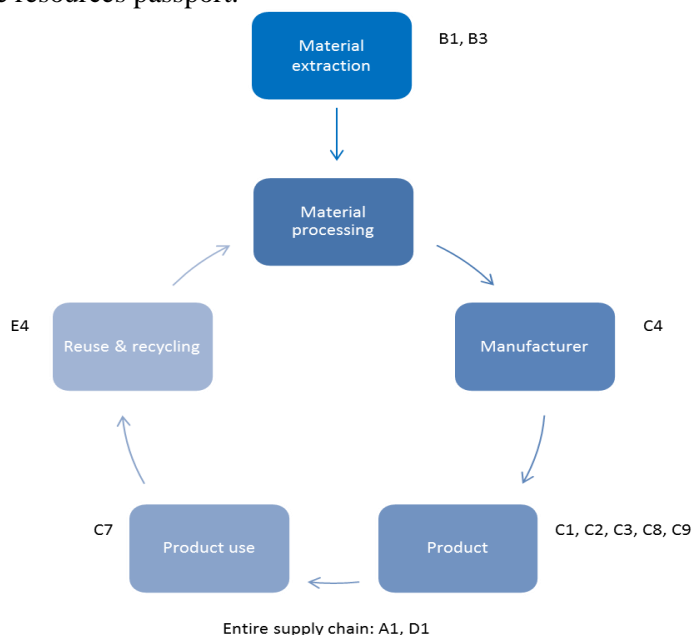 resources passport.
Material
extraction
B1, B3
Material
processing
E4
Reuse & recycling
Manufacturer
C4
C7
Product use
Product
C1, C2, C3, C8, C9
Entire supply chain: A1, D1